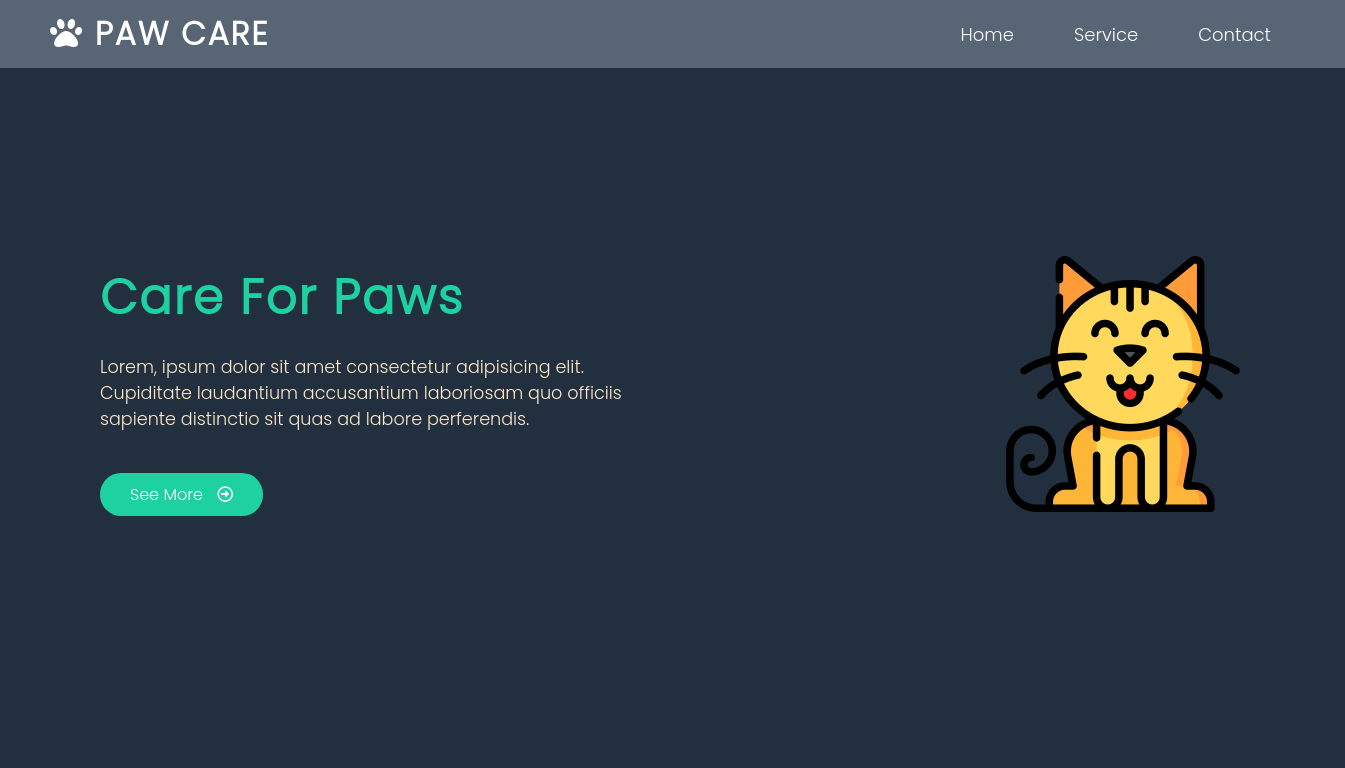 PAW CARE
Home
Service
Contact
Care For Paws
Lorem, ipsum dolor sit amet consectetur adipisicing elit.
Cupiditate laudantium accusantium laboriosam quo officiis
sapiente distinctio sit quas ad labore perferendis.
See More